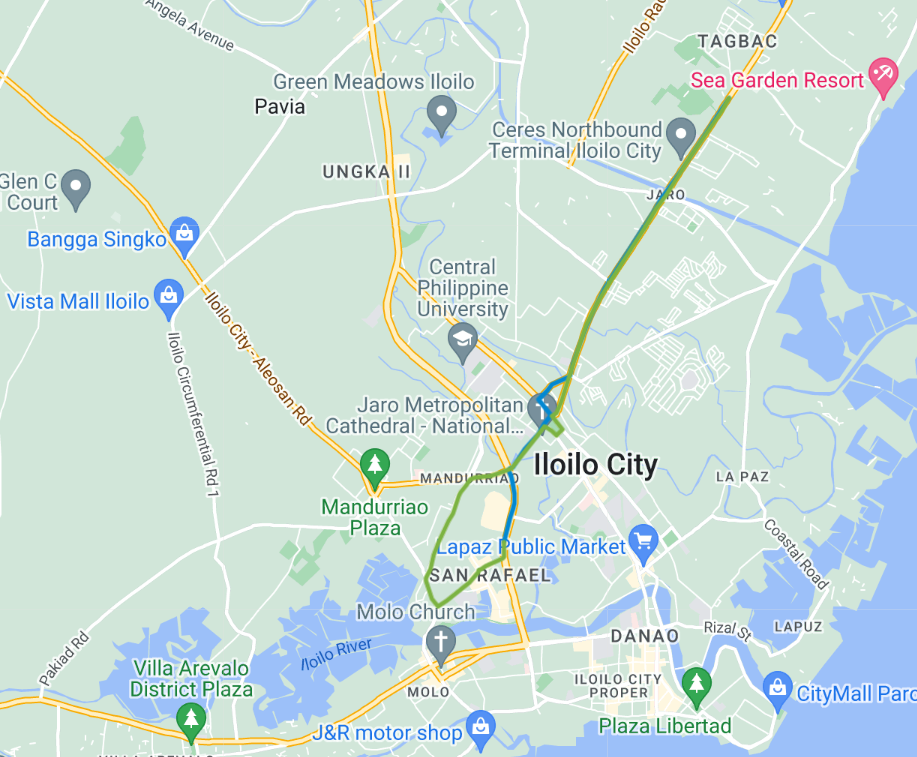 Angela Avenue
Iloilo Rad
TAGBAC
Sea Garden Resort
Green Meadows Iloilo
Pavia
Ceres Northbound
Terminal Iloilo City
UNGKA II
JARO
Glen C
Court
Bangga Singko
Central
Philippine
University
Vista Mall Iloilo
Iloilo City - Aleosan Rd
Iloilo Circumferential Rd 1
Jaro Metropolitan
Cathedral - National...
Iloilo City
MANDURRIAO
LA PAZ
Mandurriao
Plaza
Lapaz Public Market
Coastal Road
SAN RAFAEL
Molo Church
DANAO
Rizal St
LAPUZ
Iloilo River
Pakiad Rd
Villa Arevalo
District Plaza
MOLO
ILOILO CITY
PROPER
CityMall Parc
Plaza Libertad
J&R motor shop